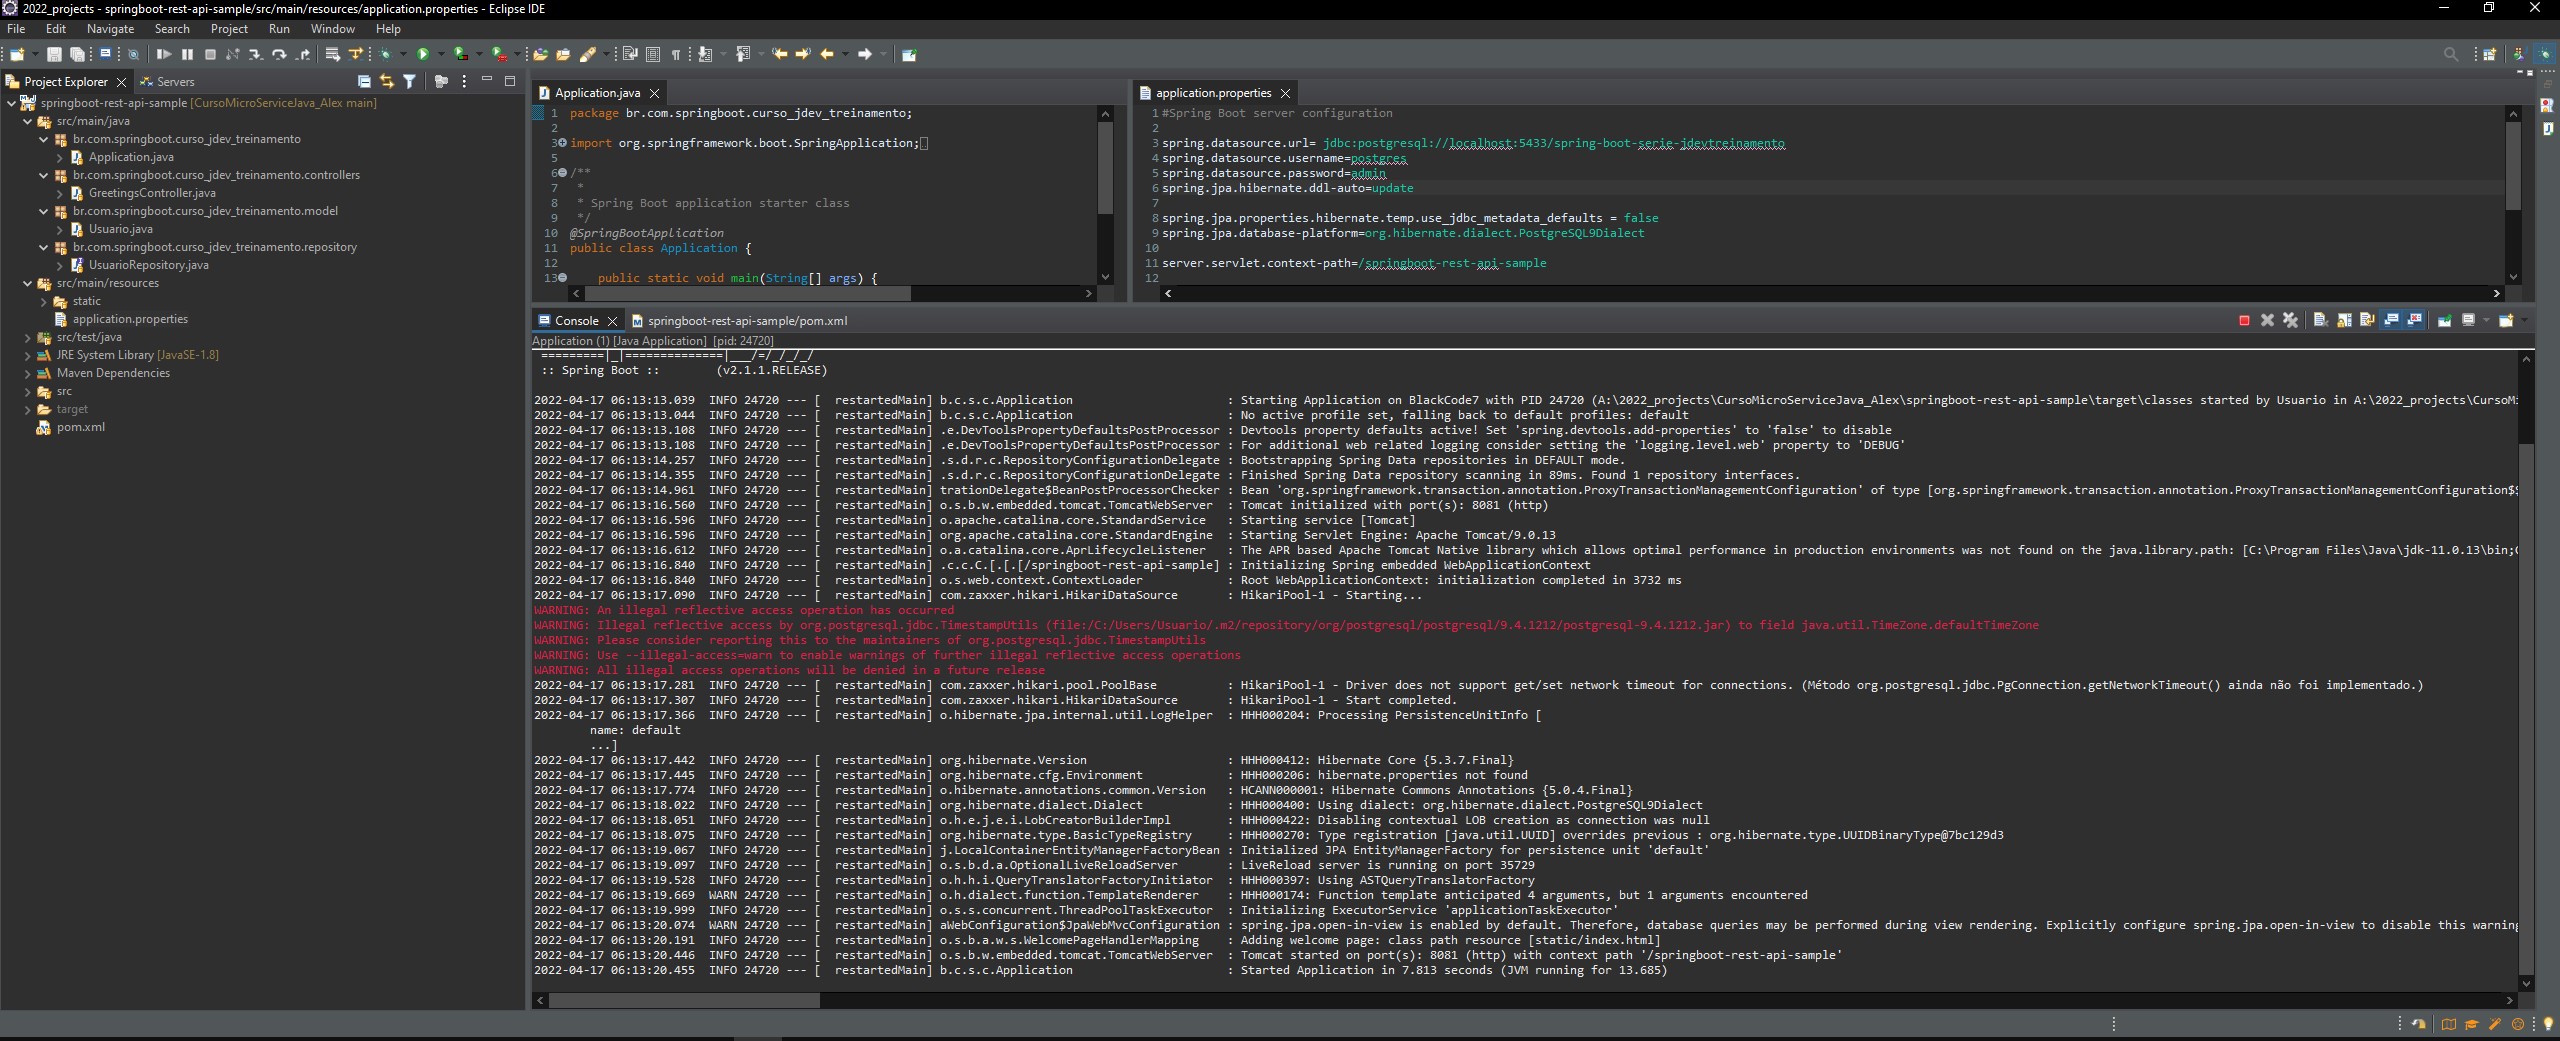 2022_projects - springboot-rest-api-sample/src/main/resources/application.properties - Eclipse IDE
File Edit Navigate Search Project Run Window Help
Project Explorer Servers
springboot-rest-api-sample [CursoMicroServiceJava_Alex main]
src/main/java
br.com.springboot.curso_jdev_treinamento
Application.java
br.com.springboot.curso_jdev_treinamento.controllers
GreetingsController.java
br.com.springboot.curso_jdev_treinamento.model
Usuario.java
br.com.springboot.curso_jdev_treinamento.repository
UsuarioRepository.java
src/main/resources
static
application.properties
src/test/java
JRE System Library [JavaSE-1.8]
Maven Dependencies
src
target
pom.xml
Application.java
1 package br.com.springboot.curso_jdev_treinamento;
2
3 import org.springframework.boot.SpringApplication;
5
6 /**
7 *
8 * Spring Boot application starter class
9 */
10 @SpringBootApplication
11 public class Application {
12
13 public static void main(String[] args) {
application.properties
1 #Spring Boot server configuration
2
3 spring.datasource.url= jdbc:postgresql://localhost:5433/spring-boot-serie-jdevtreinamento
4 spring.datasource.username=postgres
5 spring.datasource.password=admin
6 spring.jpa.hibernate.ddl-auto=update
7
8 spring.jpa.properties.hibernate.temp.use_jdbc_metadata_defaults = false
9 spring.jpa.database-platform=org.hibernate.dialect.PostgreSQL9Dialect
10
11 server.servlet.context-path=/springboot-rest-api-sample
12
Console springboot-rest-api-sample/pom.xml
Application (1) [Java Application] [pid: 24720]
=========|_|==============|___/=/_/_/_/
:: Spring Boot :: (v2.1.1.RELEASE)
2022-04-17 06:13:13.039 INFO 24720 --- [ restartedMain] b.c.s.c.Application : Starting Application on BlackCode7 with PID 24720 (A:\2022_projects\CursoMicroServiceJava_Alex\springboot-rest-api-sample\target\classes started by Usuario in A:\2022_projects\CursoMi
2022-04-17 06:13:13.044 INFO 24720 --- [ restartedMain] b.c.s.c.Application : No active profile set, falling back to default profiles: default
2022-04-17 06:13:13.108 INFO 24720 --- [ restartedMain] .e.DevToolsPropertyDefaultsPostProcessor : Devtools property defaults active! Set 'spring.devtools.add-properties' to 'false' to disable
2022-04-17 06:13:13.108 INFO 24720 --- [ restartedMain] .e.DevToolsPropertyDefaultsPostProcessor : For additional web related logging consider setting the 'logging.level.web' property to 'DEBUG'
2022-04-17 06:13:14.257 INFO 24720 --- [ restartedMain] .s.d.r.c.RepositoryConfigurationDelegate : Bootstrapping Spring Data repositories in DEFAULT mode.
2022-04-17 06:13:14.355 INFO 24720 --- [ restartedMain] .s.d.r.c.RepositoryConfigurationDelegate : Finished Spring Data repository scanning in 89ms. Found 1 repository interfaces.
2022-04-17 06:13:14.961 INFO 24720 --- [ restartedMain] trationDelegate$BeanPostProcessorChecker : Bean 'org.springframework.transaction.annotation.ProxyTransactionManagementConfiguration' of type [org.springframework.transaction.annotation.ProxyTransactionManagementConfiguration$$
2022-04-17 06:13:16.560 INFO 24720 --- [ restartedMain] o.s.b.w.embedded.tomcat.TomcatWebServer : Tomcat initialized with port(s): 8081 (http)
2022-04-17 06:13:16.596 INFO 24720 --- [ restartedMain] o.apache.catalina.core.StandardService : Starting service [Tomcat]
2022-04-17 06:13:16.596 INFO 24720 --- [ restartedMain] org.apache.catalina.core.StandardEngine : Starting Servlet Engine: Apache Tomcat/9.0.13
2022-04-17 06:13:16.612 INFO 24720 --- [ restartedMain] o.a.catalina.core.AprLifecycleListener : The APR based Apache Tomcat Native library which allows optimal performance in production environments was not found on the java.library.path: [C:\Program Files\Java\jdk-11.0.13\bin;C
2022-04-17 06:13:16.840 INFO 24720 --- [ restartedMain] .c.c.C.[.[.[/springboot-rest-api-sample] : Initializing Spring embedded WebApplicationContext
2022-04-17 06:13:16.840 INFO 24720 --- [ restartedMain] o.s.web.context.ContextLoader : Root WebApplicationContext: initialization completed in 3732 ms
2022-04-17 06:13:17.090 INFO 24720 --- [ restartedMain] com.zaxxer.hikari.HikariDataSource : HikariPool-1 - Starting...
WARNING: An illegal reflective access operation has occurred
WARNING: Illegal reflective access by org.postgresql.jdbc.TimestampUtils (file:/C:/Users/Usuario/.m2/repository/org/postgresql/postgresql/9.4.1212/postgresql-9.4.1212.jar) to field java.util.TimeZone.defaultTimeZone
WARNING: Please consider reporting this to the maintainers of org.postgresql.jdbc.TimestampUtils
WARNING: Use --illegal-access=warn to enable warnings of further illegal reflective access operations
WARNING: All illegal access operations will be denied in a future release
2022-04-17 06:13:17.281 INFO 24720 --- [ restartedMain] com.zaxxer.hikari.pool.PoolBase : HikariPool-1 - Driver does not support get/set network timeout for connections. (Método org.postgresql.jdbc.PgConnection.getNetworkTimeout() ainda não foi implementado.)
2022-04-17 06:13:17.307 INFO 24720 --- [ restartedMain] com.zaxxer.hikari.HikariDataSource : HikariPool-1 - Start completed.
2022-04-17 06:13:17.366 INFO 24720 --- [ restartedMain] o.hibernate.jpa.internal.util.LogHelper : HHH000204: Processing PersistenceUnitInfo [
name: default
...]
2022-04-17 06:13:17.442 INFO 24720 --- [ restartedMain] org.hibernate.Version : HHH000412: Hibernate Core {5.3.7.Final}
2022-04-17 06:13:17.445 INFO 24720 --- [ restartedMain] org.hibernate.cfg.Environment : HHH000206: hibernate.properties not found
2022-04-17 06:13:17.774 INFO 24720 --- [ restartedMain] o.hibernate.annotations.common.Version : HCANN000001: Hibernate Commons Annotations {5.0.4.Final}
2022-04-17 06:13:18.022 INFO 24720 --- [ restartedMain] org.hibernate.dialect.Dialect : HHH000400: Using dialect: org.hibernate.dialect.PostgreSQL9Dialect
2022-04-17 06:13:18.051 INFO 24720 --- [ restartedMain] o.h.e.j.e.i.LobCreatorBuilderImpl : HHH000422: Disabling contextual LOB creation as connection was null
2022-04-17 06:13:18.075 INFO 24720 --- [ restartedMain] org.hibernate.type.BasicTypeRegistry : HHH000270: Type registration [java.util.UUID] overrides previous : org.hibernate.type.UUIDBinaryType@7bc129d3
2022-04-17 06:13:19.067 INFO 24720 --- [ restartedMain] j.LocalContainerEntityManagerFactoryBean : Initialized JPA EntityManagerFactory for persistence unit 'default'
2022-04-17 06:13:19.097 INFO 24720 --- [ restartedMain] o.s.b.d.a.OptionalLiveReloadServer : LiveReload server is running on port 35729
2022-04-17 06:13:19.528 INFO 24720 --- [ restartedMain] o.h.h.i.QueryTranslatorFactoryInitiator : HHH000397: Using ASTQueryTranslatorFactory
2022-04-17 06:13:19.669 WARN 24720 --- [ restartedMain] o.h.dialect.function.TemplateRenderer : HHH000174: Function template anticipated 4 arguments, but 1 arguments encountered
2022-04-17 06:13:19.999 INFO 24720 --- [ restartedMain] o.s.s.concurrent.ThreadPoolTaskExecutor : Initializing ExecutorService 'applicationTaskExecutor'
2022-04-17 06:13:20.074 WARN 24720 --- [ restartedMain] aWebConfiguration$JpaWebMvcConfiguration : spring.jpa.open-in-view is enabled by default. Therefore, database queries may be performed during view rendering. Explicitly configure spring.jpa.open-in-view to disable this warning
2022-04-17 06:13:20.191 INFO 24720 --- [ restartedMain] o.s.b.a.w.s.WelcomePageHandlerMapping : Adding welcome page: class path resource [static/index.html]
2022-04-17 06:13:20.446 INFO 24720 --- [ restartedMain] o.s.b.w.embedded.tomcat.TomcatWebServer : Tomcat started on port(s): 8081 (http) with context path '/springboot-rest-api-sample'
2022-04-17 06:13:20.455 INFO 24720 --- [ restartedMain] b.c.s.c.Application : Started Application in 7.813 seconds (JVM running for 13.685)